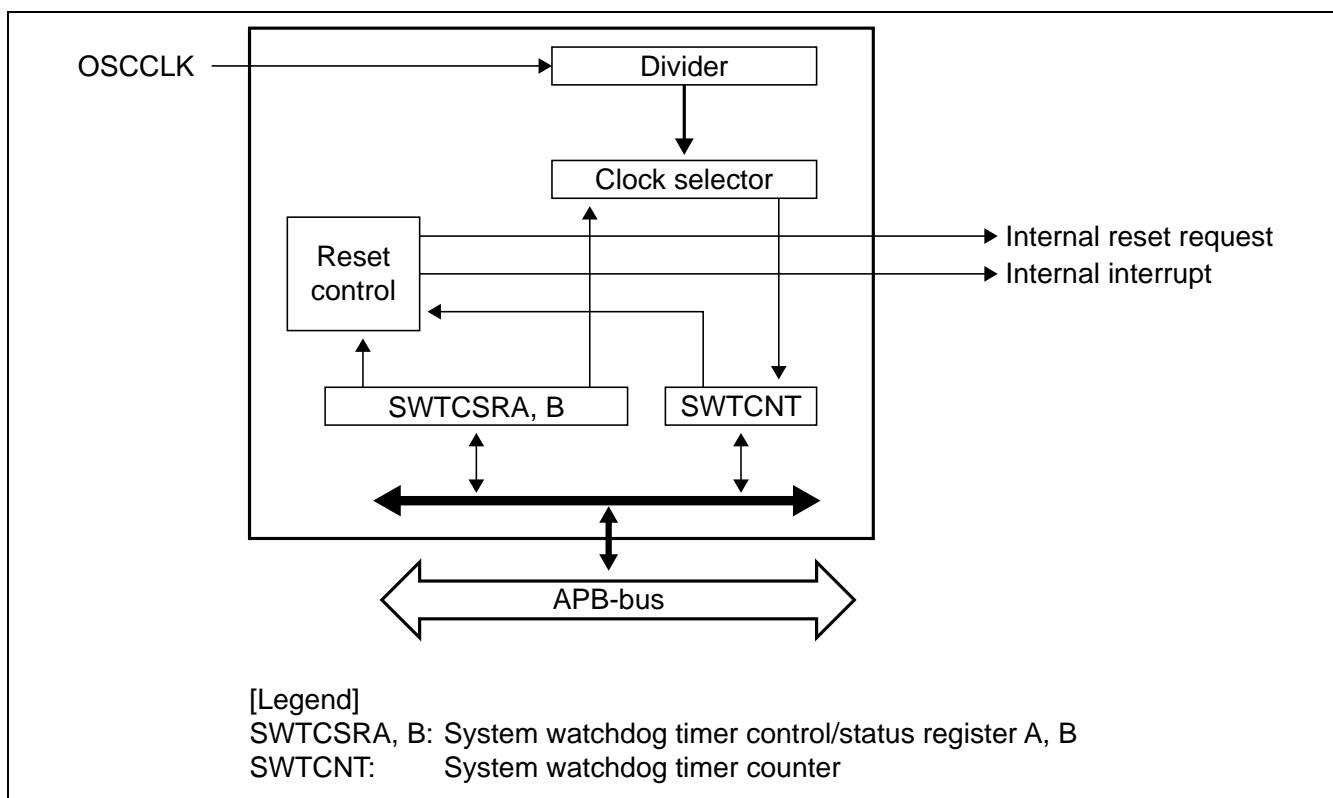 OSCCLK
Divider
Clock selector
Reset
control
Internal reset request
Internal interrupt
SWTCSRA, B
SWTCNT
APB-bus
[Legend]
SWTCSRA, B: System watchdog timer control/status register A, B
SWTCNT: System watchdog timer counter